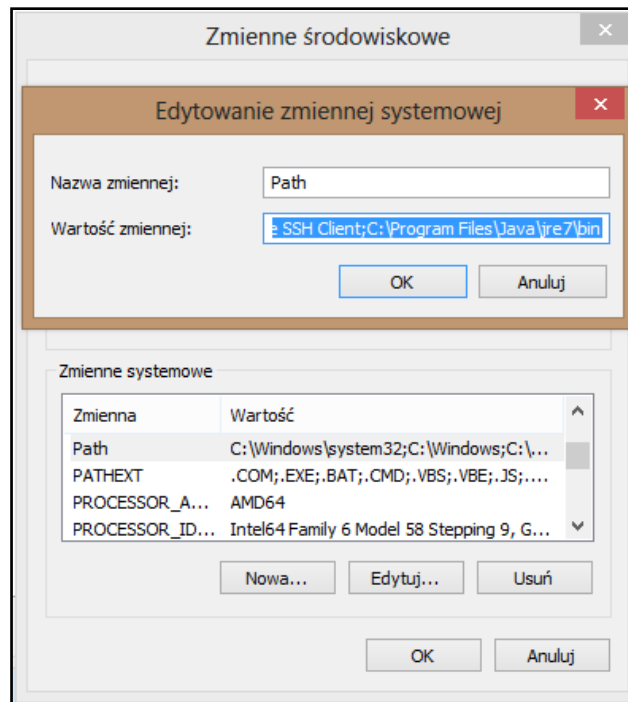 Zmienne środowiskowe
Edytowanie zmiennej systemowej
Nazwa zmiennej: Path
Wartość zmiennej: e SSH Client;C:\Program Files\Java\jre7\bin
OK Anuluj
Zmienne systemowe
Zmienna Wartość
Path C:\Windows\system32;C:\Windows;C:\...
PATHEXT .COM;.EXE;.BAT;.CMD;.VBS;.VBE;.JS;....
PROCESSOR_A... AMD64
PROCESSOR_ID... Intel64 Family 6 Model 58 Stepping 9, G...
Nowa... Edytuj... Usuń
OK Anuluj